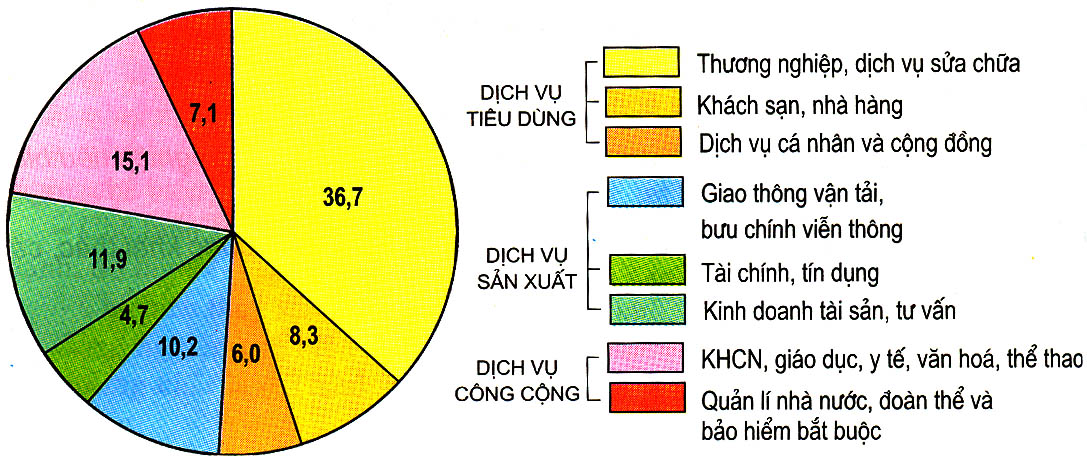 7,1
15,1
36,7
11,9
4,7
10,2
6,0
8,3
DỊCH VỤ
TIÊU DÙNG
Thương nghiệp, dịch vụ sửa chữa
Khách sạn, nhà hàng
Dịch vụ cá nhân và cộng đồng
DỊCH VỤ
SẢN XUẤT
Giao thông vận tải,
bưu chính viễn thông
Tài chính, tín dụng
Kinh doanh tài sản, tư vấn
DỊCH VỤ
CÔNG CỘNG
KHCN, giáo dục, y tế, văn hoá, thể thao
Quản lí nhà nước, đoàn thể và
bảo hiểm bắt buộc